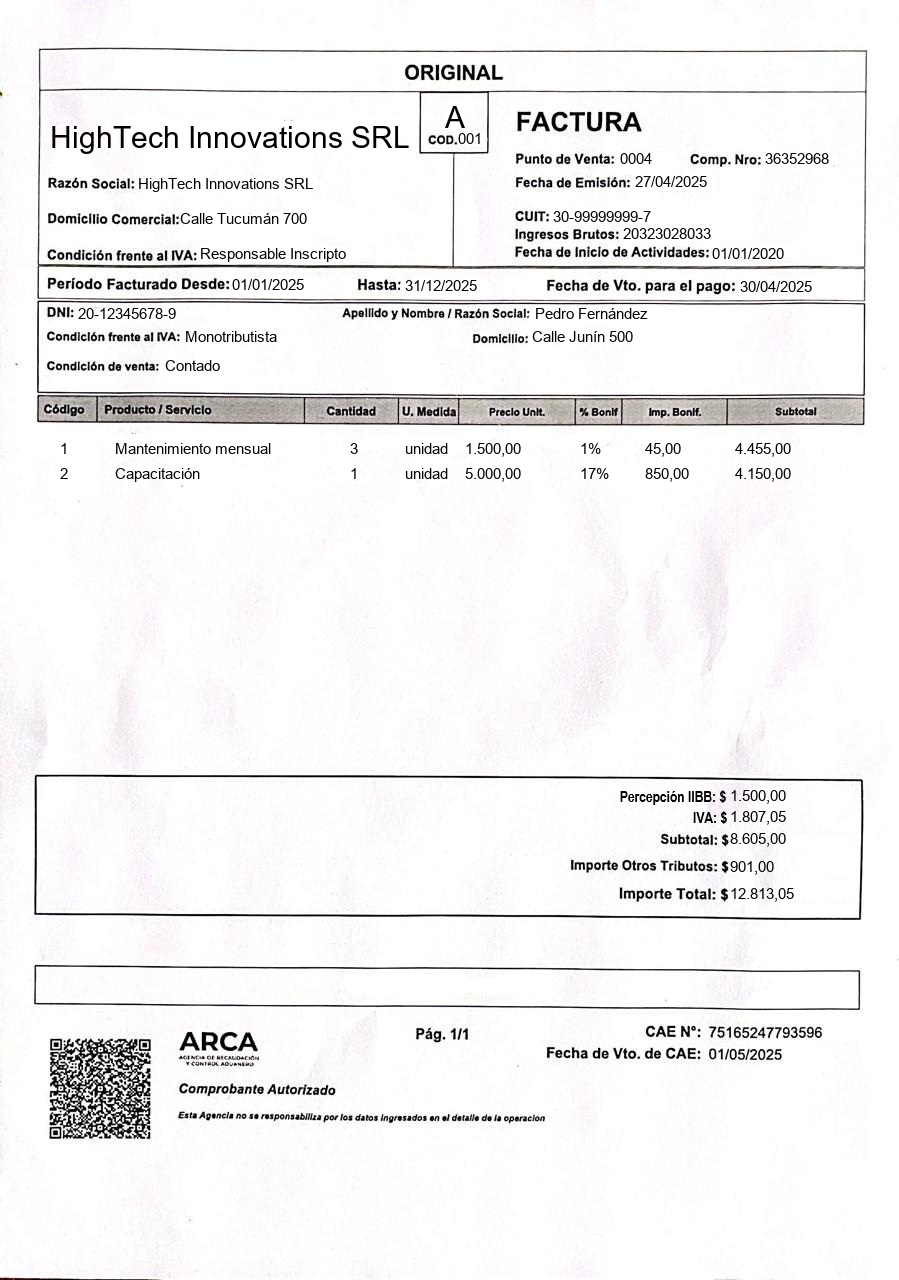 ORIGINAL
HighTech Innovations SRL
A
COD.001
FACTURA
Punto de Venta: 0004 Comp. Nro: 36352968
Razón Social: HighTech Innovations SRL
Fecha de Emisión: 27/04/2025
Domicilio Comercial:Calle Tucumán 700
CUIT: 30-99999999-7
Ingresos Brutos: 20323028033
Condición frente al IVA: Responsable Inscripto
Fecha de Inicio de Actividades: 01/01/2020
Período Facturado Desde: 01/01/2025 Hasta: 31/12/2025 Fecha de Vto. para el pago: 30/04/2025
DNI: 20-12345678-9 Apellido y Nombre / Razón Social: Pedro Fernández
Condición frente al IVA: Monotributista Domicilio: Calle Junín 500
Condición de venta: Contado
Código Producto / Servicio Cantidad U. Medida Precio Unit. % Bonif Imp. Bonif. Subtotal
1 Mantenimiento mensual 3 unidad 1.500,00 1% 45,00 4.455,00
2 Capacitación 1 unidad 5.000,00 17% 850,00 4.150,00
Percepción IIBB: $ 1.500,00
IVA: $ 1.807,05
Subtotal: $8.605,00
Importe Otros Tributos: $901,00
Importe Total: $12.813,05
ARCA
AGENCIA DE RECAUDACIÓN
Y CONTROL ADUANERO
Pág. 1/1
CAE N°: 75165247793596
Fecha de Vto. de CAE: 01/05/2025
Comprobante Autorizado
Esta Agencia no se responsabiliza por los datos ingresados en el detalle de la operación